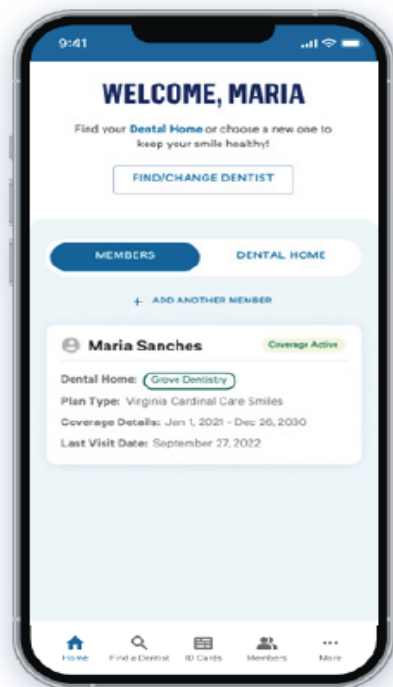 9:41
WELCOME, MARIA
Find your Dental Home or choose a new one to
keep your smile healthy!
FIND/CHANGE DENTIST
MEMBERS DENTAL HOME
+ ADD ANOTHER MEMBER
Maria Sanches Coverage Active
Dental Home: Grove Dentistry
Plan Type: Virginia Cardinal Care Smiles
Coverage Details: Jan 1, 2021 - Dec 26, 2030
Last Visit Date: September 27, 2022
Home Find a Dentist ID Cards Members More